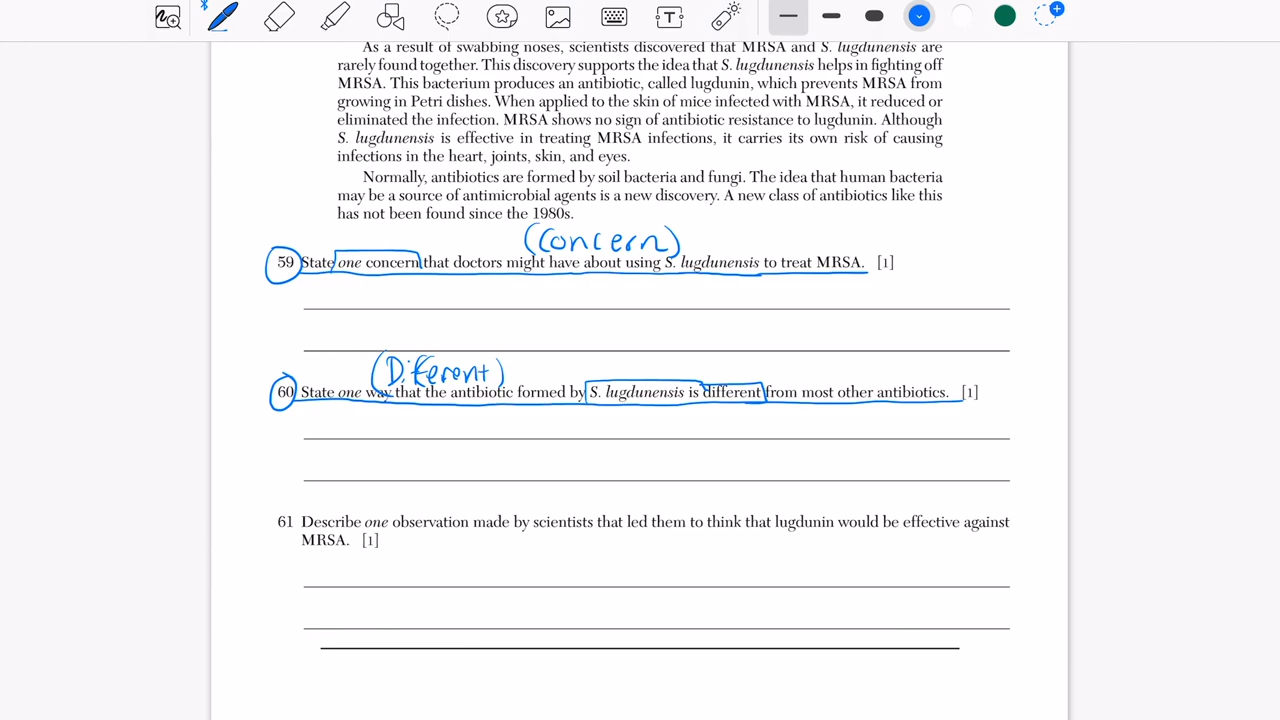 As a result of swabbing noses, scientists discovered that MRSA and S. lugdunensis are
rarely found together. This discovery supports the idea that S. lugdunensis helps in fighting off
MRSA. This bacterium produces an antibiotic, called lugdunin, which prevents MRSA from
growing in Petri dishes. When applied to the skin of mice infected with MRSA, it reduced or
eliminated the infection. MRSA shows no sign of antibiotic resistance to lugdunin. Although
S. lugdunensis is effective in treating MRSA infections, it carries its own risk of causing
infections in the heart, joints, skin, and eyes.
Normally, antibiotics are formed by soil bacteria and fungi. The idea that human bacteria
may be a source of antimicrobial agents is a new discovery. A new class of antibiotics like this
has not been found since the 1980s.
(Concern)
59 State one concern that doctors might have about using S. lugdunensis to treat MRSA. [1]
(Different)
60 State one way that the antibiotic formed by S. lugdunensis is different from most other antibiotics. [1]
61 Describe one observation made by scientists that led them to think that lugdunin would be effective against
MRSA. [1]